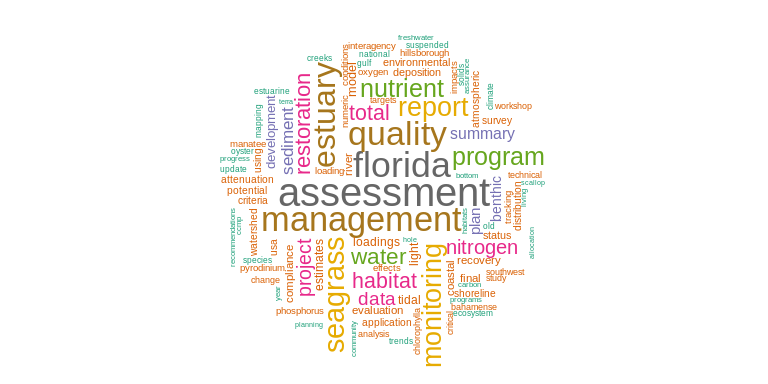 freshwater
interagency
suspended
national
hillsborough
creeks
gulf
environmental
conditions
model
oxygen
deposition
impacts
solids
assurance
estuary
restoration
nutrient
atmospheric
climate
estuarine
terra
targets
numeric
total
report
workshop
mapping
development
sediment
quality
summary
survey
manatee
oyster
using
progress
river
florida
program
update
loading
bottom
technical
attenuation
scallop
potential
assessment
benthic
living
criteria
tracking
distribution
recommendations
ccmp
watershed
management
habitats
plan
old
status
usa
project
estimates
loadings
hole
light
nitrogen
allocation
species
water
coastal
recovery
pyrodinium
effects
southwest
change
compliance
seagrass
habitat
monitoring
final
study
carbon
year
data
tidal
shoreline
programs
phosphorus
evaluation
bahamense
ecosystem
planning
application
critical
community
analysis
trends
chlorophylla